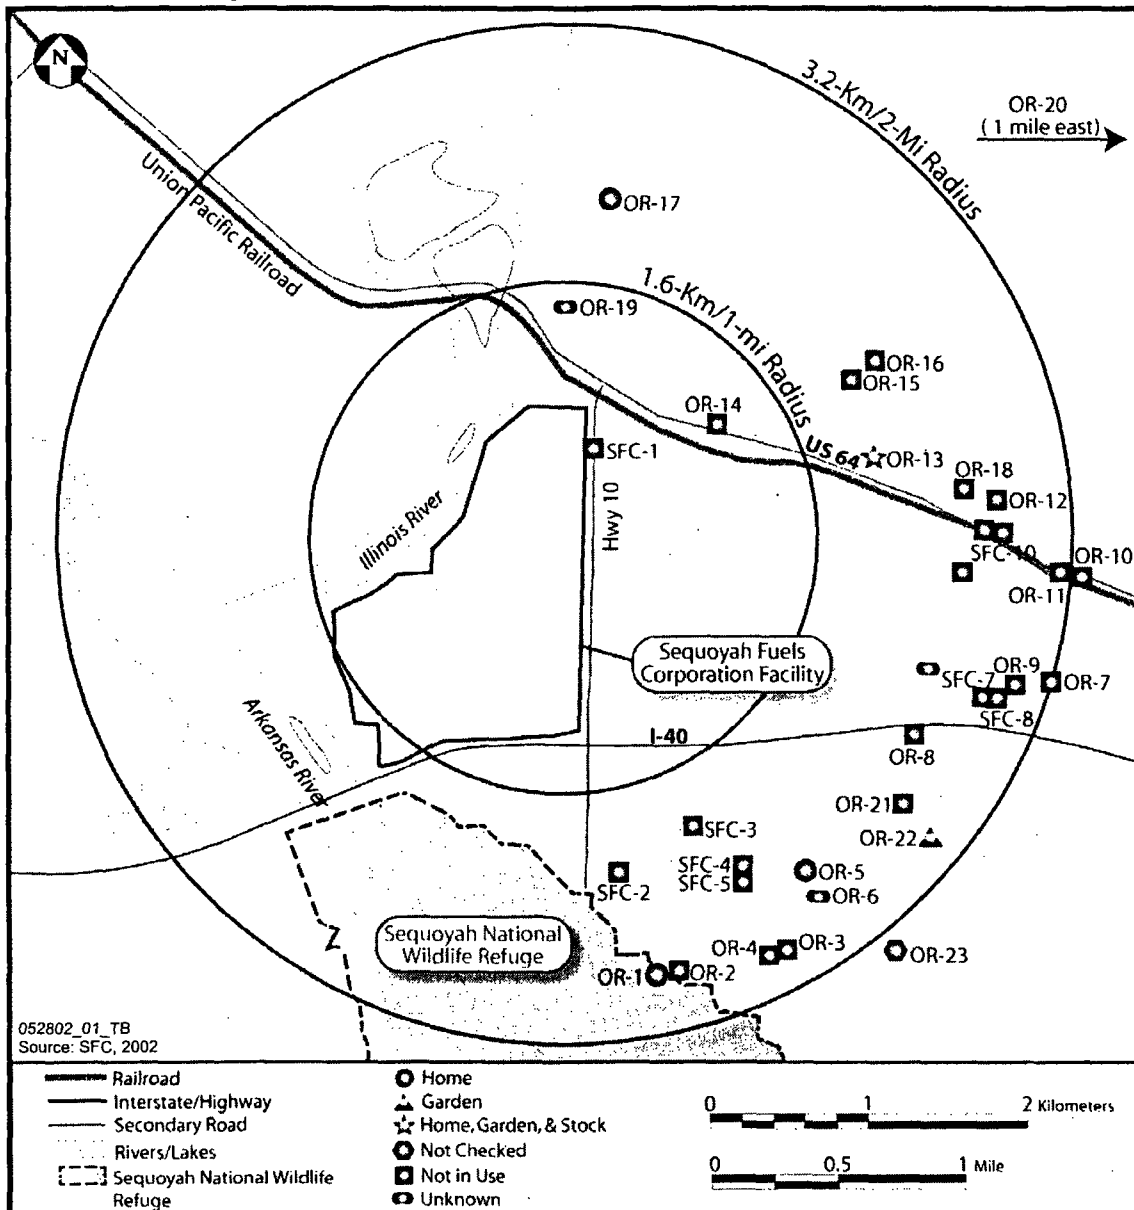 N
3.2-Km/2-Mi Radius
OR-20
( 1 mile east)
Union Pacific Railroad
OR-17
1.6-Km/1-mi Radius
OR-19
OR-16
OR-15
OR-14
US 64
OR-13
SFC-1
OR-18
OR-12
Illinois River
Hwy 10
SFC-10
OR-10
OR-11
Sequoyah Fuels
Corporation Facility
OR-9
SFC-7
OR-7
SFC-8
Arkansas River
I-40
OR-8
OR-21
SFC-3
OR-22
SFC-4
SFC-5
OR-5
SFC-2
OR-6
Sequoyah National
Wildlife Refuge
OR-4
OR-3
OR-23
OR-1
OR-2
052802_01_TB
Source: SFC, 2002
Railroad
Interstate/Highway
Secondary Road
Rivers/Lakes
Sequoyah National Wildlife
Refuge
Home
Garden
Home, Garden, & Stock
Not Checked
Not in Use
Unknown
0 1 2 Kilometers
0 0.5 1 Mile